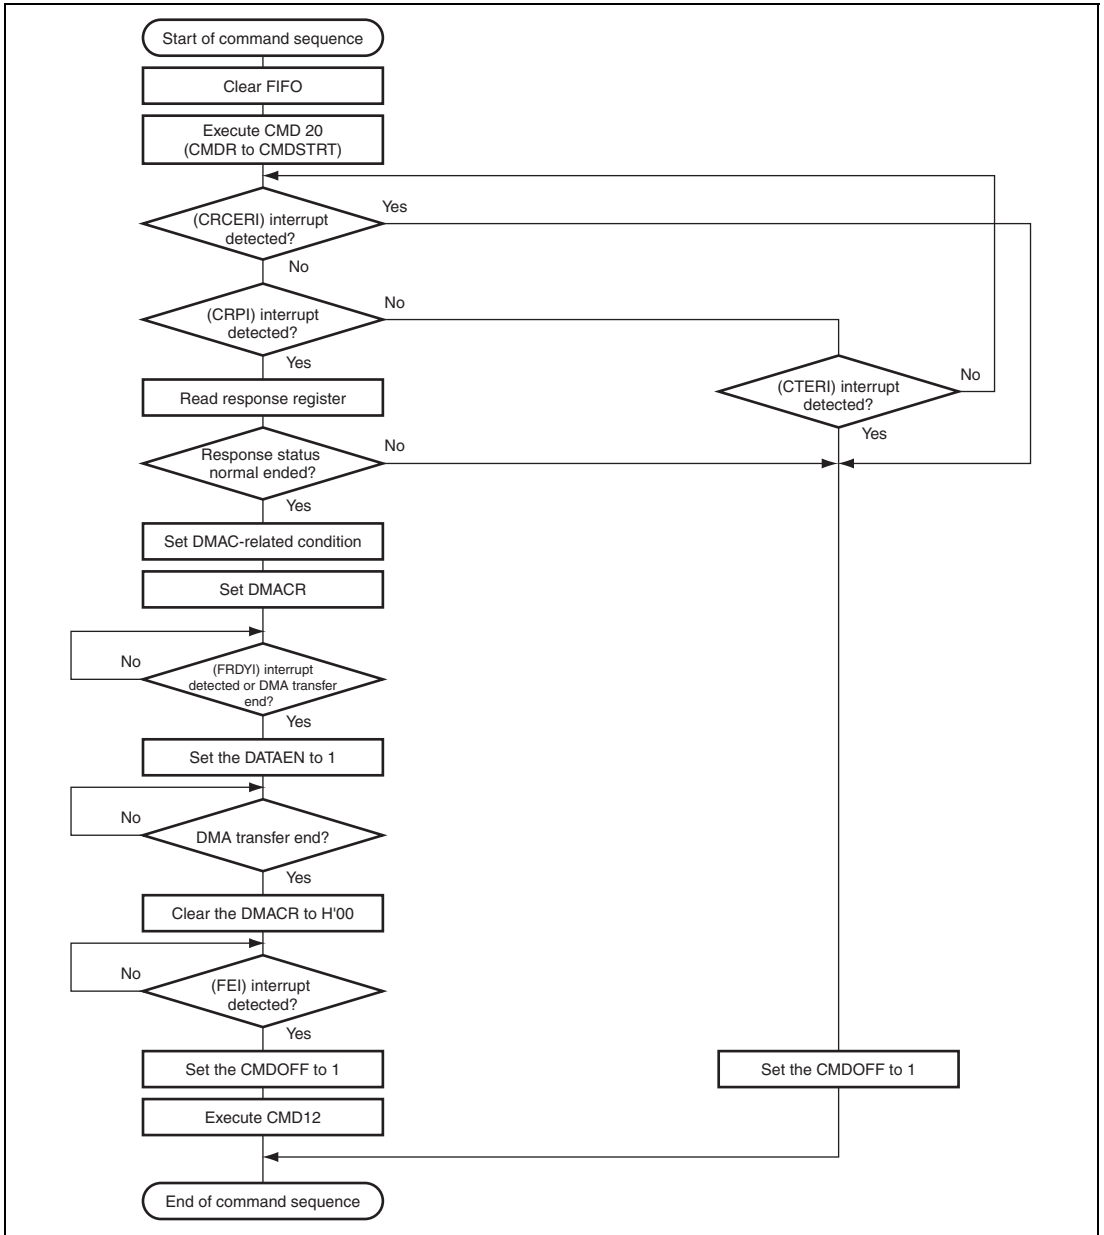 Start of command sequence
Clear FIFO
Execute CMD 20
(CMDR to CMDSTRT)
(CRCERI) interrupt
detected?
Yes
No
(CRPI) interrupt
detected?
No
Yes
(CTERI) interrupt
detected?
No
Yes
Read response register
Response status
normal ended?
No
Yes
Set DMAC-related condition
Set DMACR
(FRDYI) interrupt
detected or DMA transfer
end?
No
Yes
Set the DATAEN to 1
DMA transfer end?
No
Yes
Clear the DMACR to H'00
(FEI) interrupt
detected?
No
Yes
Set the CMDOFF to 1
Set the CMDOFF to 1
Execute CMD12
End of command sequence